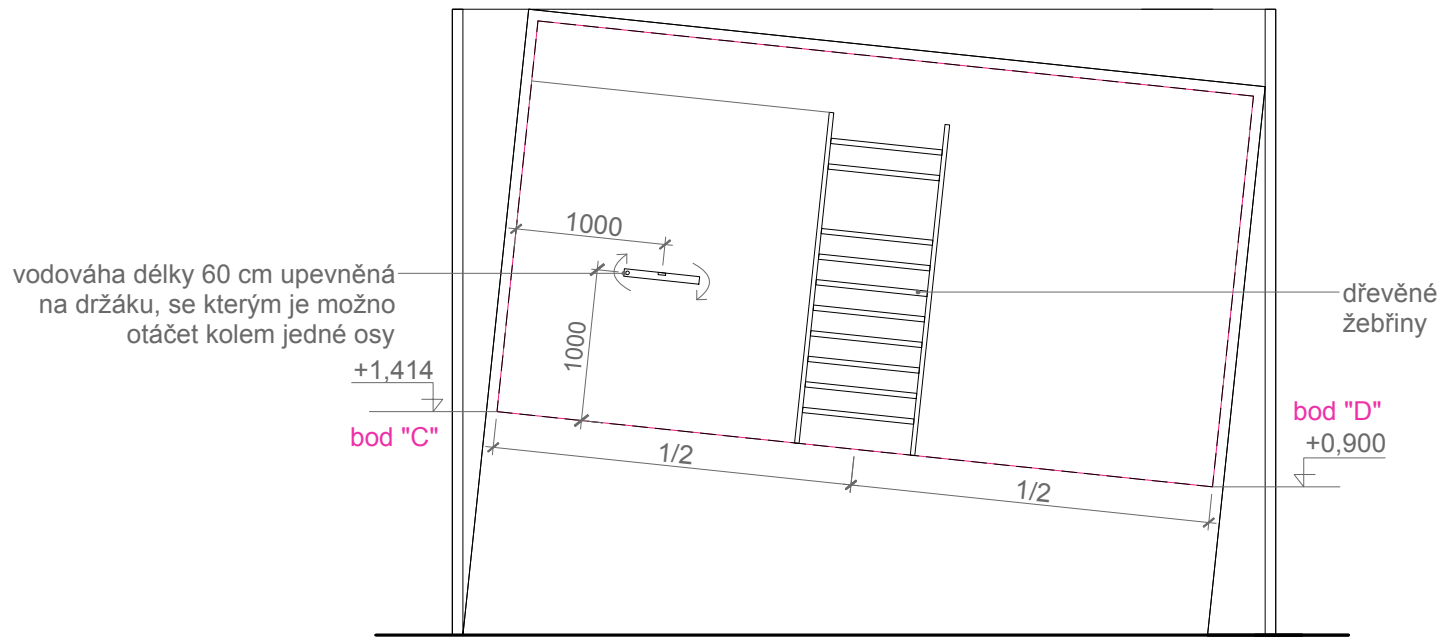 1000
vodováha délky 60 cm upevněná
na držáku, se kterým je možno
otáčet kolem jedné osy
1000
dřevěné
žebřiny
+1,414
bod "C"
bod "D"
+0,900
1/2
1/2